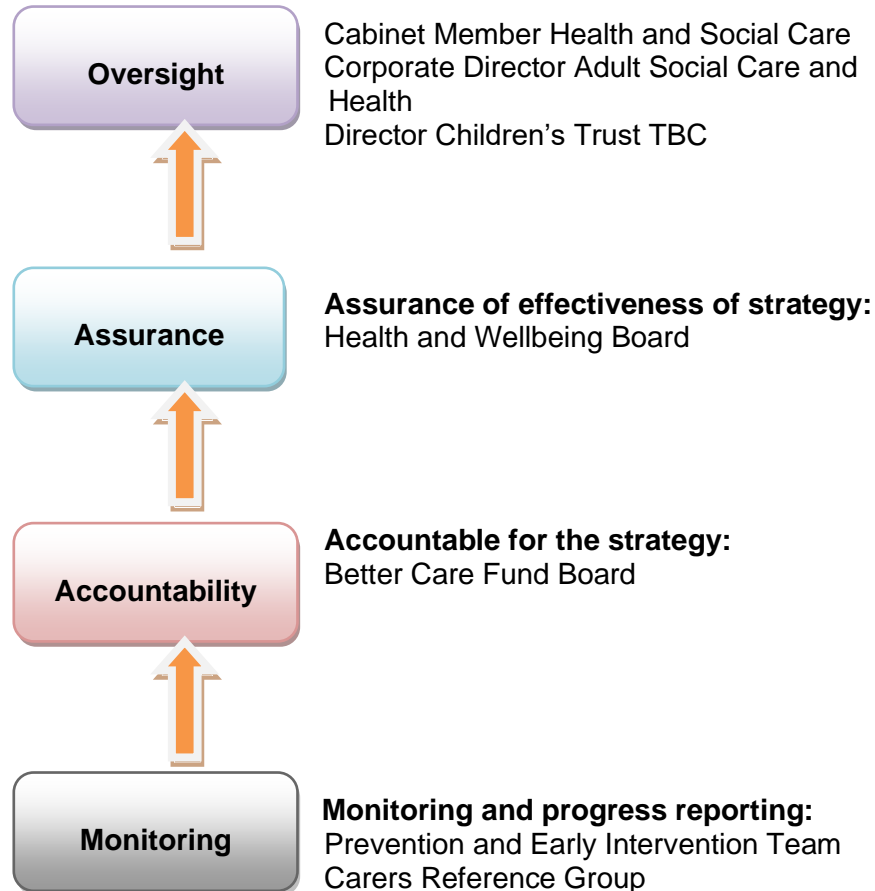 Oversight
Cabinet Member Health and Social Care
Corporate Director Adult Social Care and
Health
Director Children’s Trust TBC
Assurance
Assurance of effectiveness of strategy:
Health and Wellbeing Board
Accountability
Accountable for the strategy:
Better Care Fund Board
Monitoring
Monitoring and progress reporting:
Prevention and Early Intervention Team
Carers Reference Group